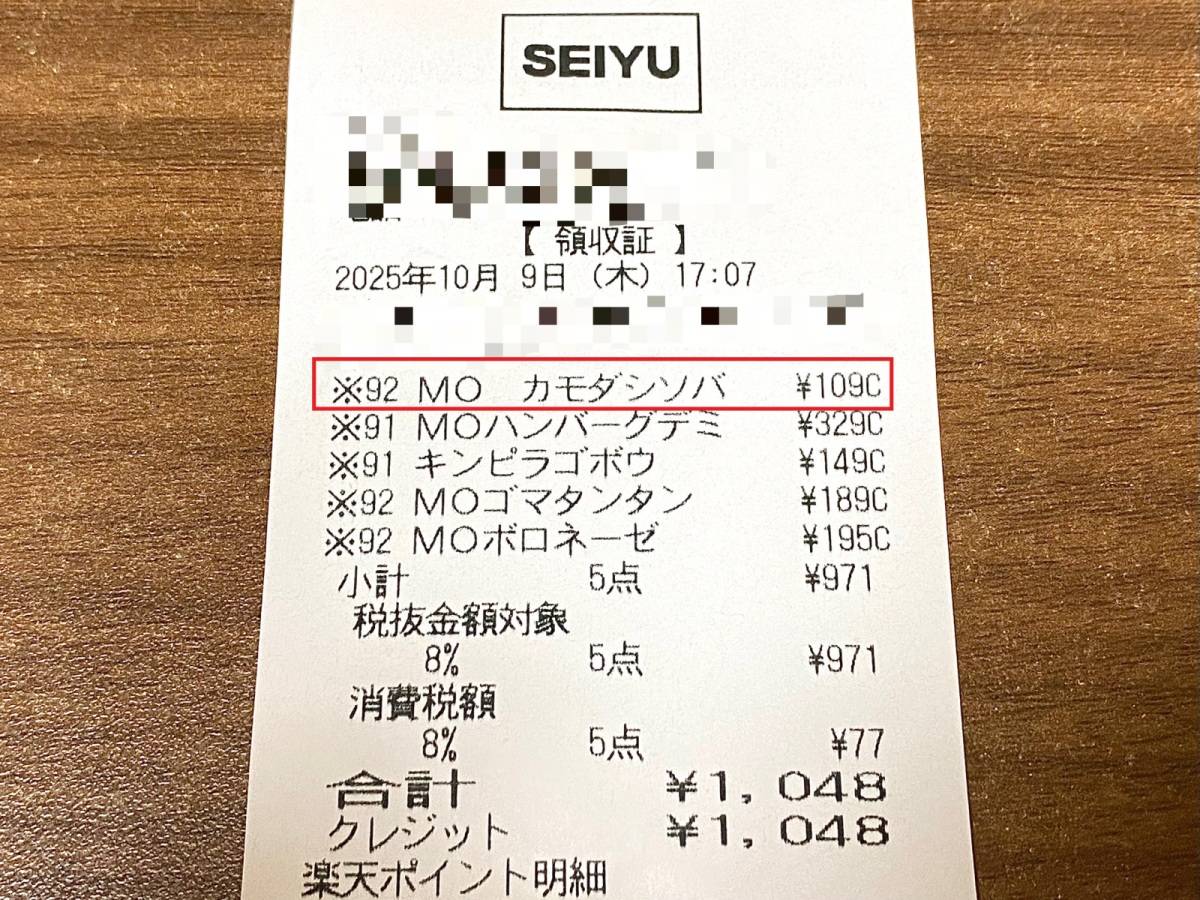 SEIYU
【 領収証 】
2025年10月 9日 (木) 17:07
※92 MO カモダシソバ ¥109C
※91 MOハンバーグデミ ¥329C
※91 キンピラゴボウ ¥149C
※92 MOゴマタンタン ¥189C
※92 MOボロネーゼ ¥195C
小計 5点 ¥971
税抜金額対象
8% 5点 ¥971
消費税額
8% 5点 ¥77
合計 ¥1,048
クレジット ¥1,048
楽天ポイント明細